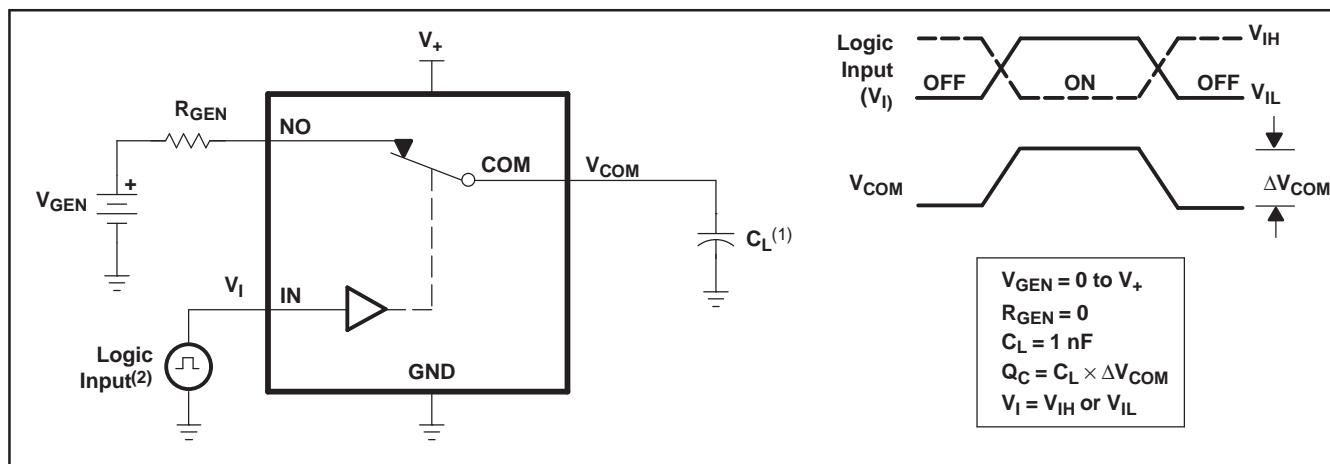 V+
RGEN
NO
COM
VCOM
VGEN
+
CL(1)
VI
IN
Logic
Input(2)
GND
Logic
Input
(VI)
OFF
ON
OFF
VIH
VIL
VCOM
ΔVCOM
VGEN = 0 to V+
RGEN = 0
CL = 1 nF
QC = CL × ΔVCOM
VI = VIH or VIL